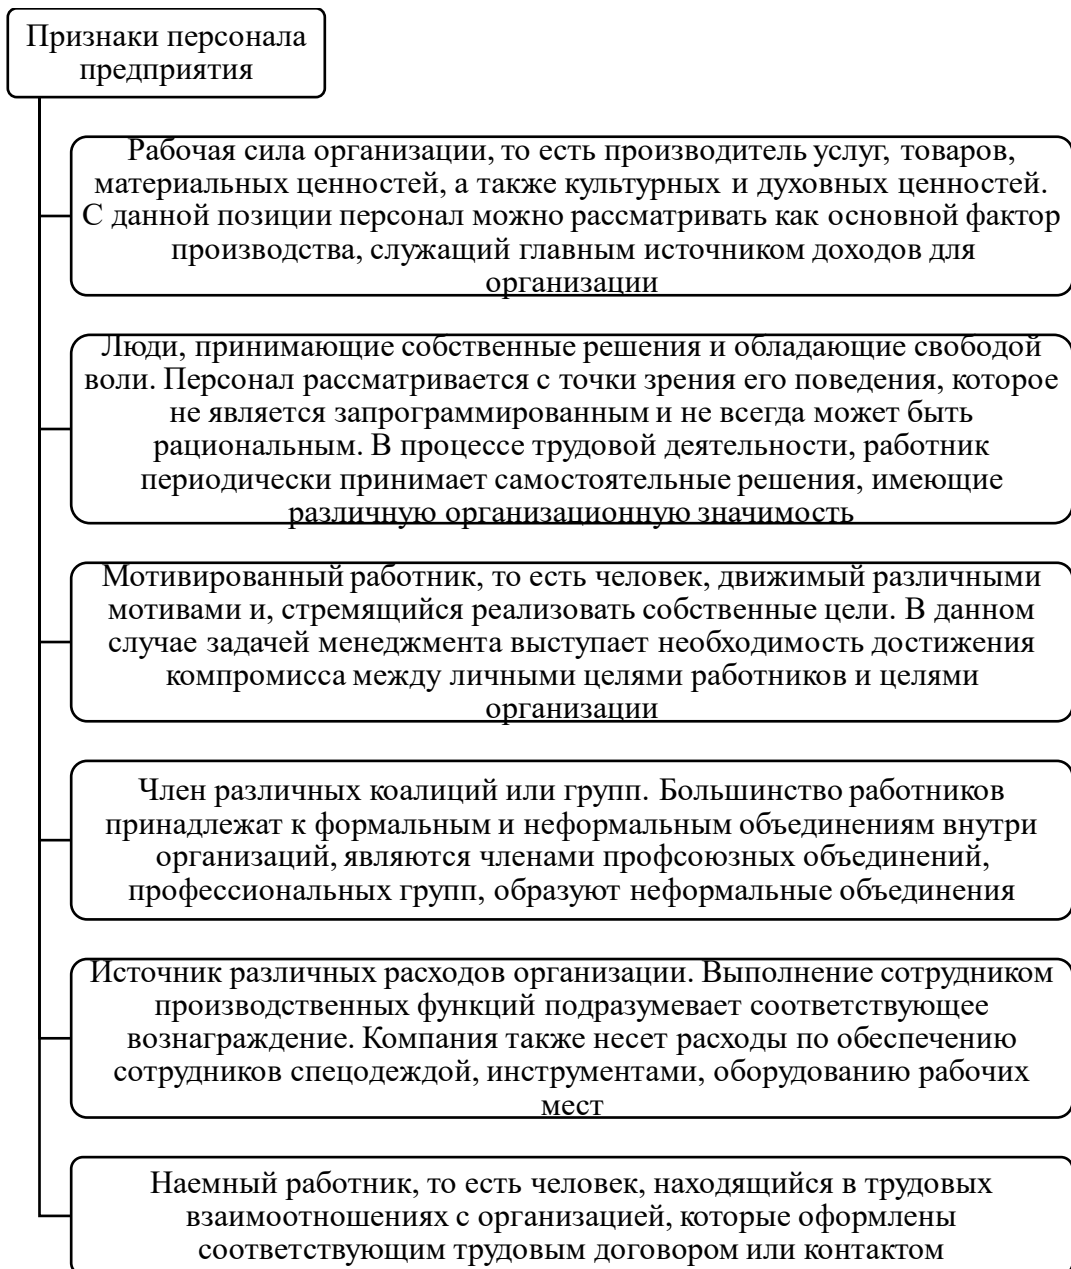 Признаки персонала
предприятия
Рабочая сила организации, то есть производитель услуг, товаров,
материальных ценностей, а также культурных и духовных ценностей.
С данной позиции персонал можно рассматривать как основной фактор
производства, служащий главным источником доходов для
организации
Люди, принимающие собственные решения и обладающие свободой
воли. Персонал рассматривается с точки зрения его поведения, которое
не является запрограммированным и не всегда может быть
рациональным. В процессе трудовой деятельности, работник
периодически принимает самостоятельные решения, имеющие
различную организационную значимость
Мотивированный работник, то есть человек, движимый различными
мотивами и, стремящийся реализовать собственные цели. В данном
случае задачей менеджмента выступает необходимость достижения
компромисса между личными целями работников и целями
организации
Член различных коалиций или групп. Большинство работников
принадлежат к формальным и неформальным объединениям внутри
организаций, являются членами профсоюзных объединений,
профессиональных групп, образуют неформальные объединения
Источник различных расходов организации. Выполнение сотрудником
производственных функций подразумевает соответствующее
вознаграждение. Компания также несет расходы по обеспечению
сотрудников спецодеждой, инструментами, оборудованию рабочих
мест
Наемный работник, то есть человек, находящийся в трудовых
взаимоотношениях с организацией, которые оформлены
соответствующим трудовым договором или контактом